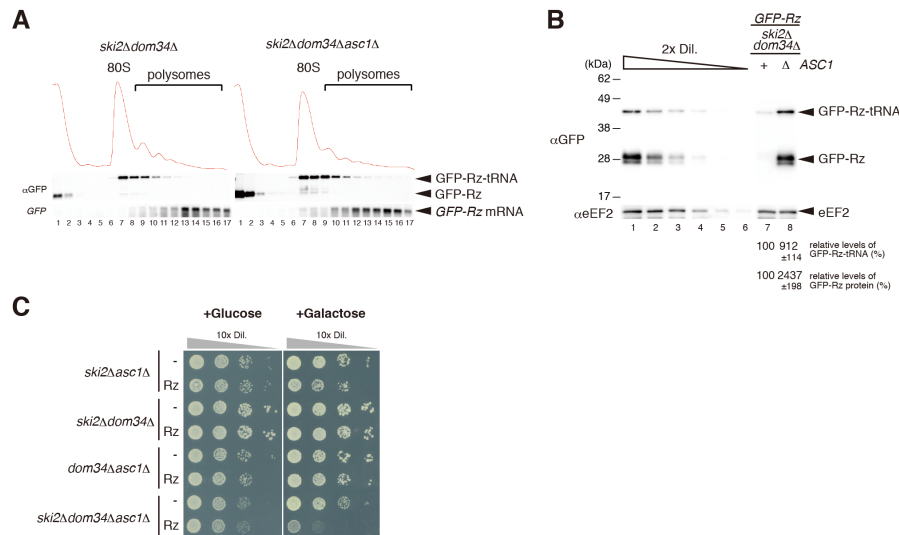 A
ski2Δdom34Δ
ski2Δdom34Δasc1Δ
80S
polysomes
80S
polysomes
αGFP
GFP-Rz-tRNA
GFP-Rz
GFP
GFP-Rz mRNA
1 2 3 4 5 6 7 8 9 10 11 12 13 14 15 16 17
1 2 3 4 5 6 7 8 9 10 11 12 13 14 15 16 17
B
GFP-Rz
ski2Δ
dom34Δ
2x Dil.
(kDa)
+ Δ ASC1
62
49
38
28
17
αGFP
GFP-Rz-tRNA
GFP-Rz
αeEF2
eEF2
1 2 3 4 5 6 7 8
100 912 relative levels of
±114 GFP-Rz-tRNA (%)
100 2437 relative levels of
±198 GFP-Rz protein (%)
C
+Glucose +Galactose
10x Dil. 10x Dil.
ski2Δasc1Δ
-
Rz
ski2Δdom34Δ
-
Rz
dom34Δasc1Δ
-
Rz
ski2Δdom34Δasc1Δ
-
Rz